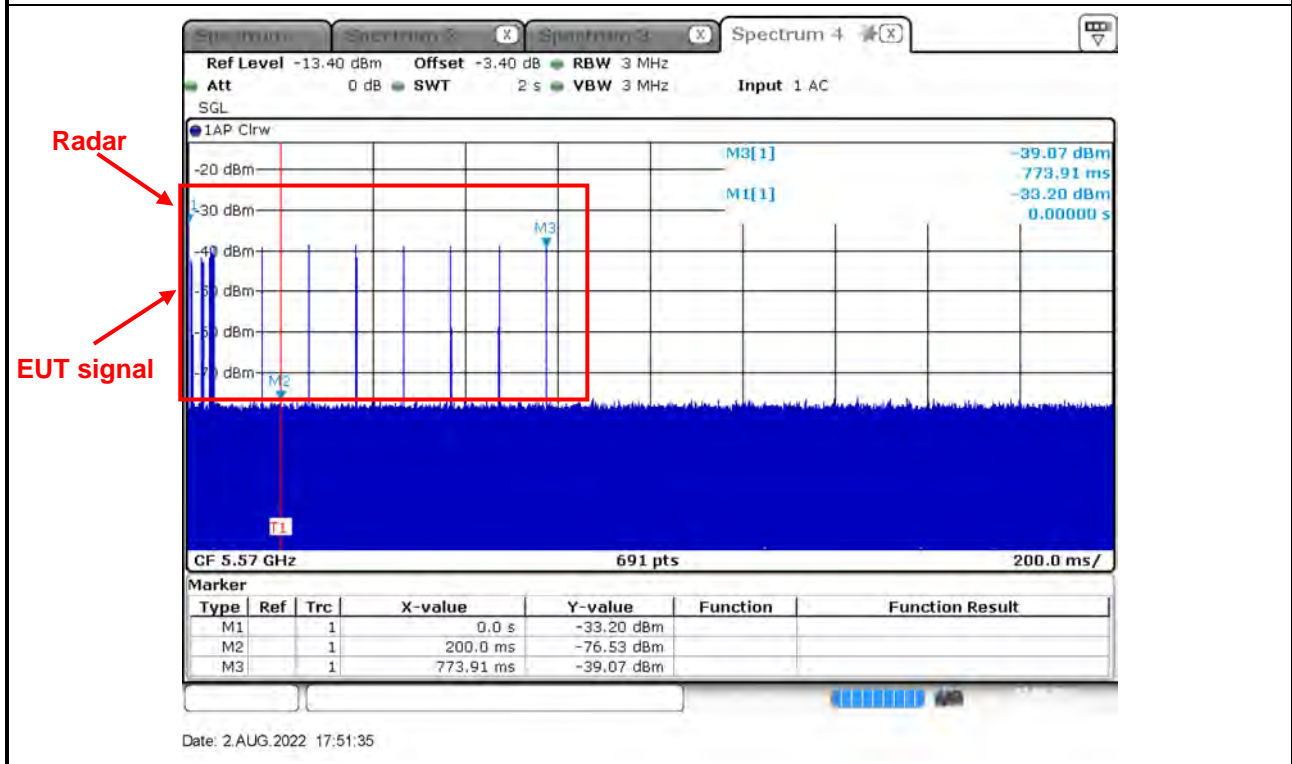 Spectrum 4
Ref Level -13.40 dBm Offset -3.40 dB RBW 3 MHz
Att 0 dB SWT 2 s VBW 3 MHz Input 1 AC
SGL
1AP Clrw
Radar
EUT signal
M3[1] -39.07 dBm
773.91 ms
M1[1] -33.20 dBm
0.00000 s
-20 dBm
-30 dBm
M3
-40 dBm
dBm
dBm
dBm
M2
T1
CF 5.57 GHz 691 pts 200.0 ms/
Marker
Type Ref Trc X-value Y-value Function Function Result
M1 1 0.0 s -33.20 dBm
M2 1 200.0 ms -76.53 dBm
M3 1 773.91 ms -39.07 dBm
Date: 2.AUG.2022 17:51:35